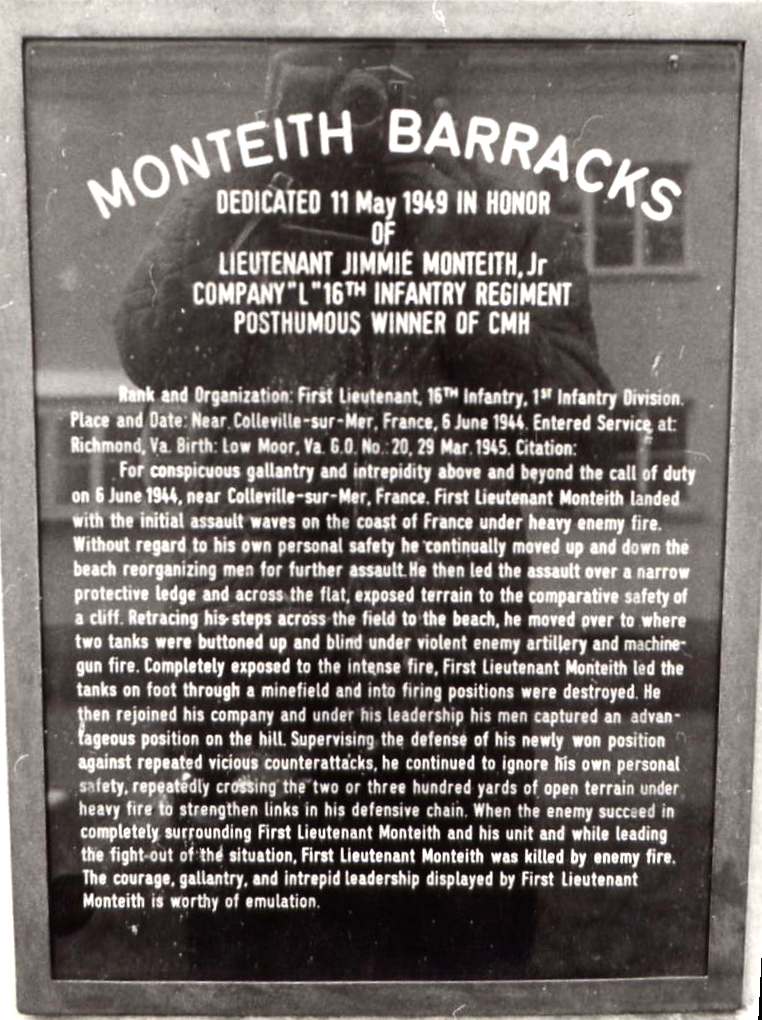 MONTEITH BARRACKS
DEDICATED 11 May 1949 IN HONOR
OF
LIEUTENANT JIMMIE MONTEITH, Jr
COMPANY "L" 16TH INFANTRY REGIMENT
POSTHUMOUS WINNER OF CMH
Rank and Organization: First Lieutenant, 16TH Infantry, 1ST Infantry Division.
Place and Date: Near Colleville-sur-Mer, France, 6 June 1944. Entered Service at:
Richmond, Va. Birth: Low Moor, Va. G.O. No.: 20, 29 Mar. 1945. Citation:
For conspicuous gallantry and intrepidity above and beyond the call of duty
on 6 June 1944, near Colleville-sur-Mer, France. First Lieutenant Monteith landed
with the initial assault waves on the coast of France under heavy enemy fire.
Without regard to his own personal safety he continually moved up and down the
beach reorganizing men for further assault. He then led the assault over a narrow
protective ledge and across the flat, exposed terrain to the comparative safety of
a cliff. Retracing his steps across the field to the beach, he moved over to where
two tanks were buttoned up and blind under violent enemy artillery and machine-
gun fire. Completely exposed to the intense fire, First Lieutenant Monteith led the
tanks on foot through a minefield and into firing positions were destroyed. He
then rejoined his company and under his leadership his men captured an advan-
tageous position on the hill. Supervising the defense of his newly won position
against repeated vicious counterattacks, he continued to ignore his own personal
safety, repeatedly crossing the two or three hundred yards of open terrain under
heavy fire to strengthen links in his defensive chain. When the enemy succeed in
completely surrounding First Lieutenant Monteith and his unit and while leading
the fight out of the situation, First Lieutenant Monteith was killed by enemy fire.
The courage, gallantry, and intrepid leadership displayed by First Lieutenant
Monteith is worthy of emulation.